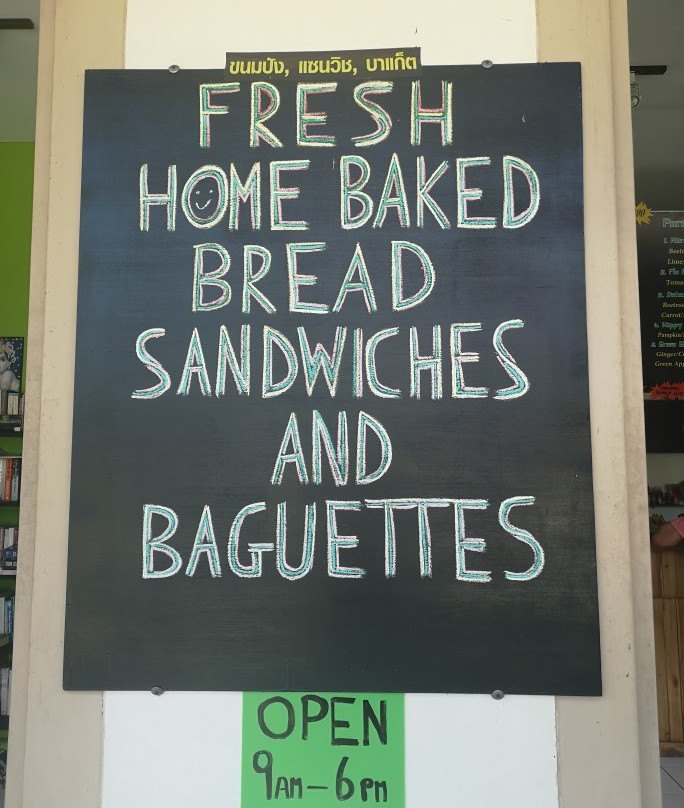 ขนมปัง, แซนวิช, บาแก็ต
FRESH
HOME BAKED
BREAD
SANDWICHES
AND
BAGUETTES
OPEN
9AM-6PM